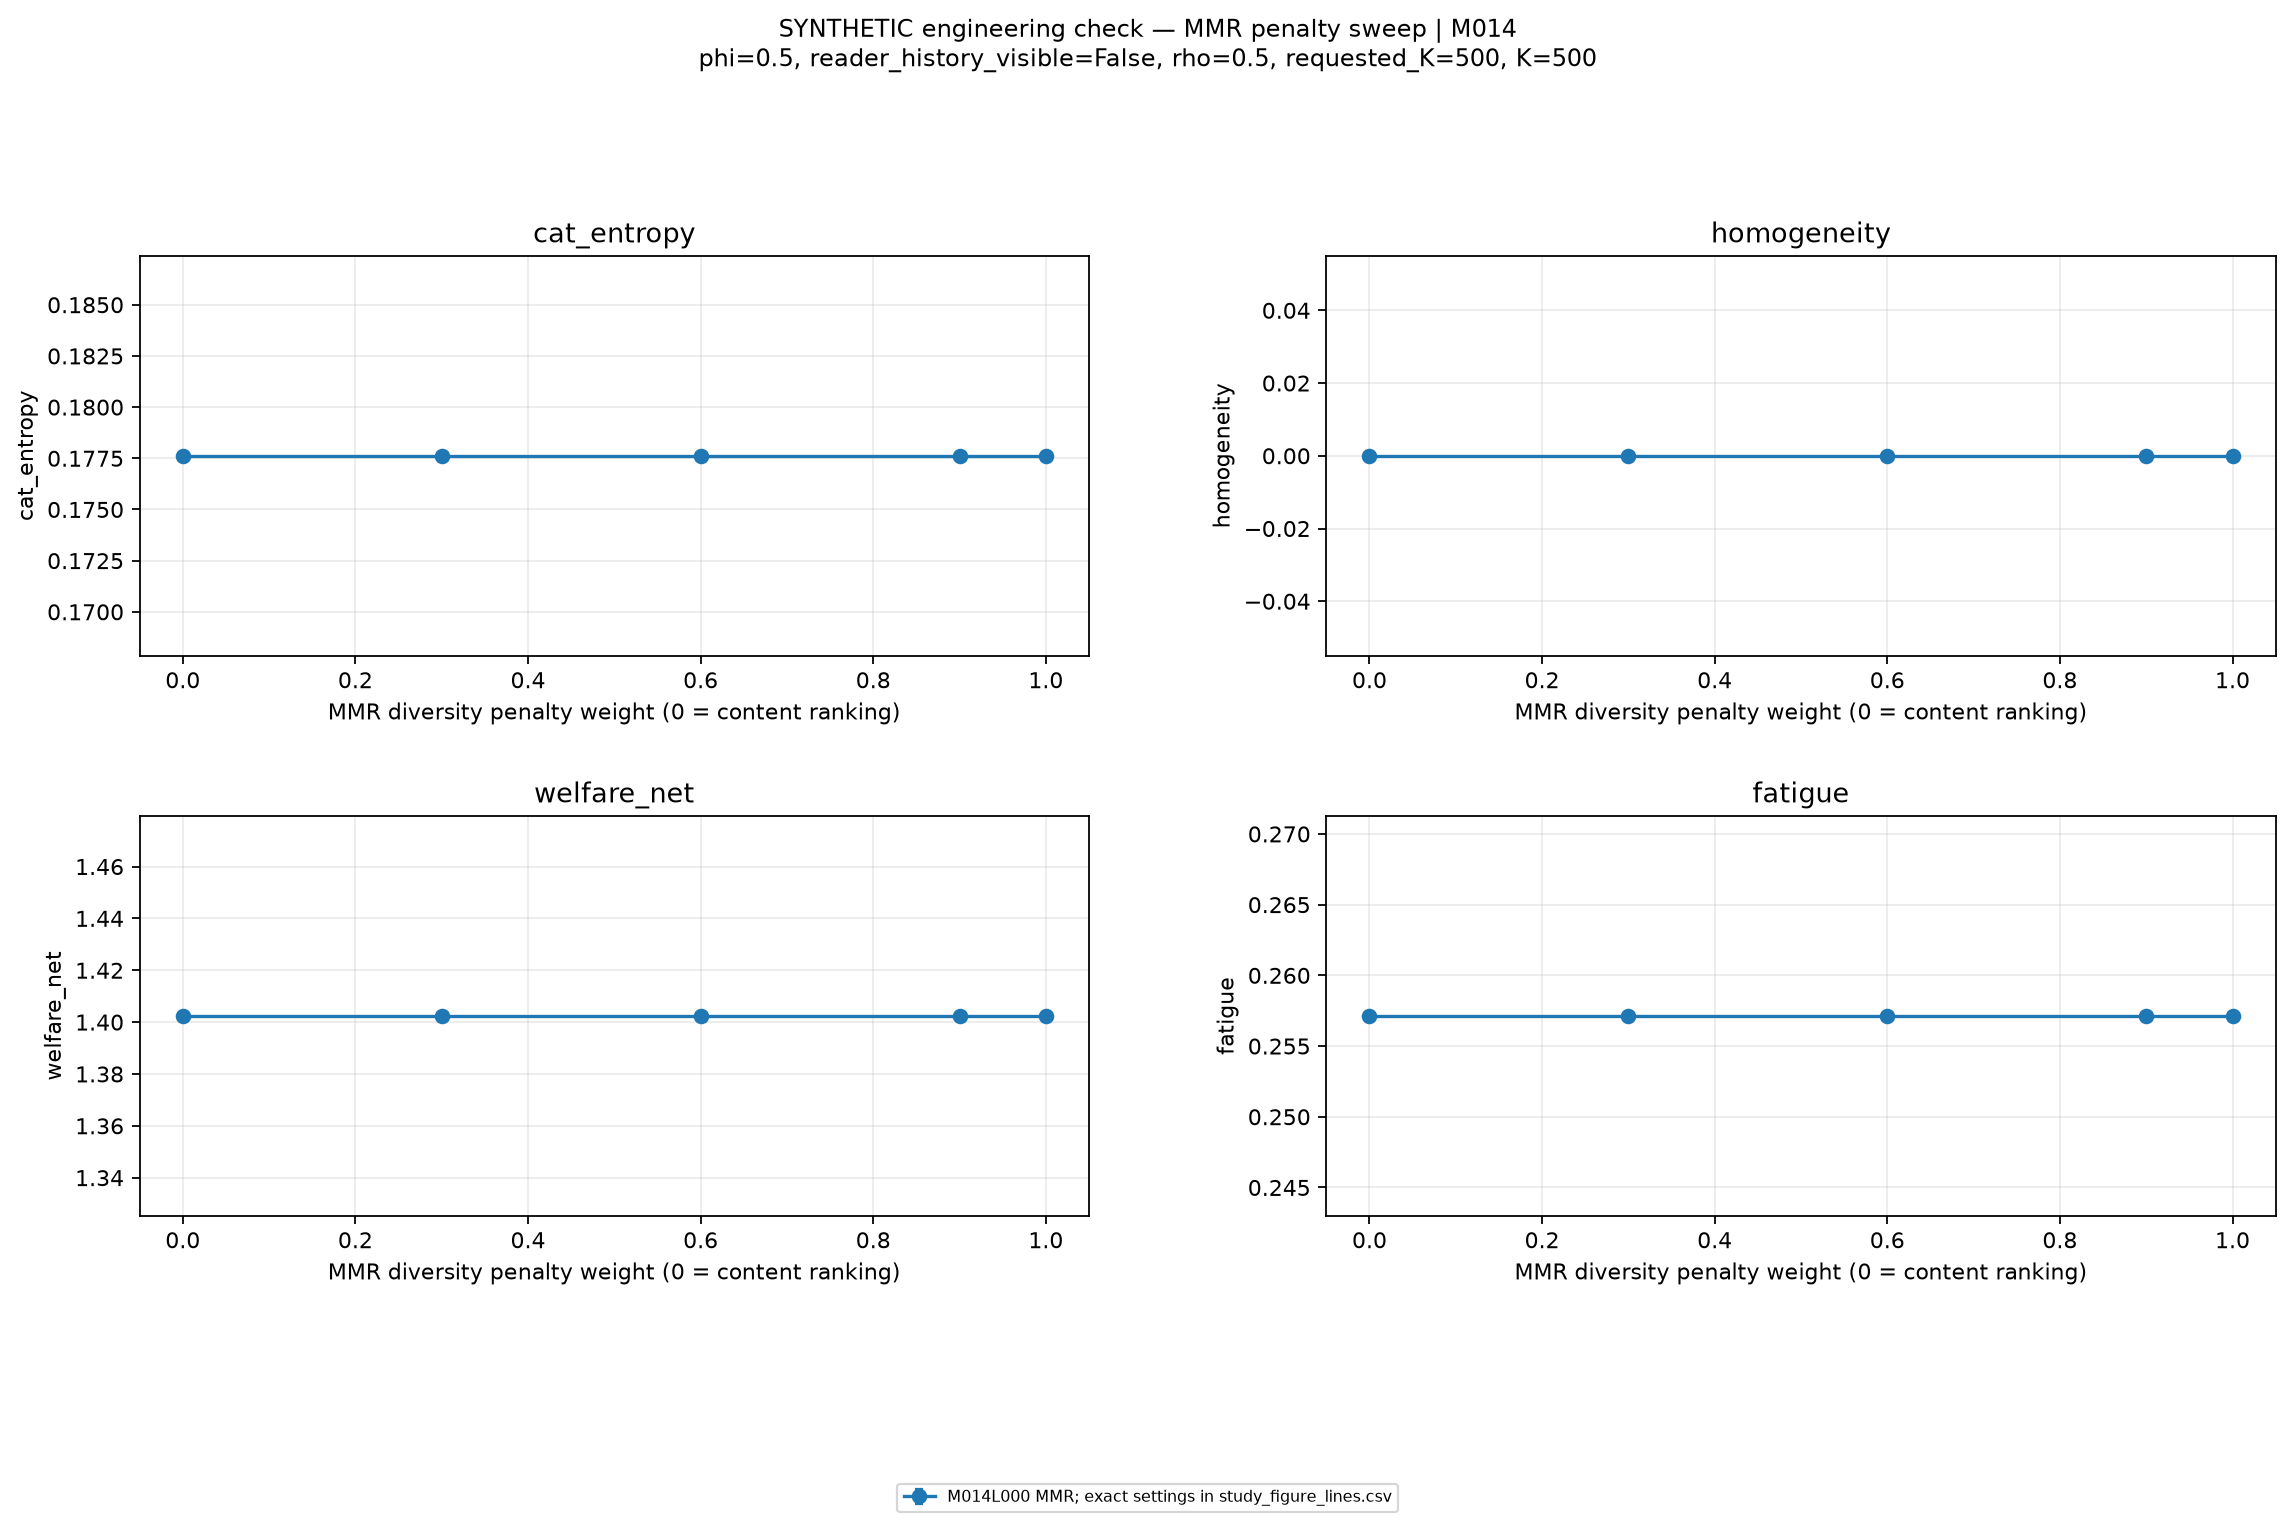 SYNTHETIC engineering check — MMR penalty sweep | M014
phi=0.5, reader_history_visible=False, rho=0.5, requested_K=500, K=500
cat_entropy
cat_entropy
0.1850
0.1825
0.1800
0.1775
0.1750
0.1725
0.1700
0.0 0.2 0.4 0.6 0.8 1.0
MMR diversity penalty weight (0 = content ranking)
homogeneity
homogeneity
0.04
0.02
0.00
−0.02
−0.04
0.0 0.2 0.4 0.6 0.8 1.0
MMR diversity penalty weight (0 = content ranking)
welfare_net
welfare_net
1.46
1.44
1.42
1.40
1.38
1.36
1.34
0.0 0.2 0.4 0.6 0.8 1.0
MMR diversity penalty weight (0 = content ranking)
fatigue
fatigue
0.270
0.265
0.260
0.255
0.250
0.245
0.0 0.2 0.4 0.6 0.8 1.0
MMR diversity penalty weight (0 = content ranking)
M014L000 MMR; exact settings in study_figure_lines.csv